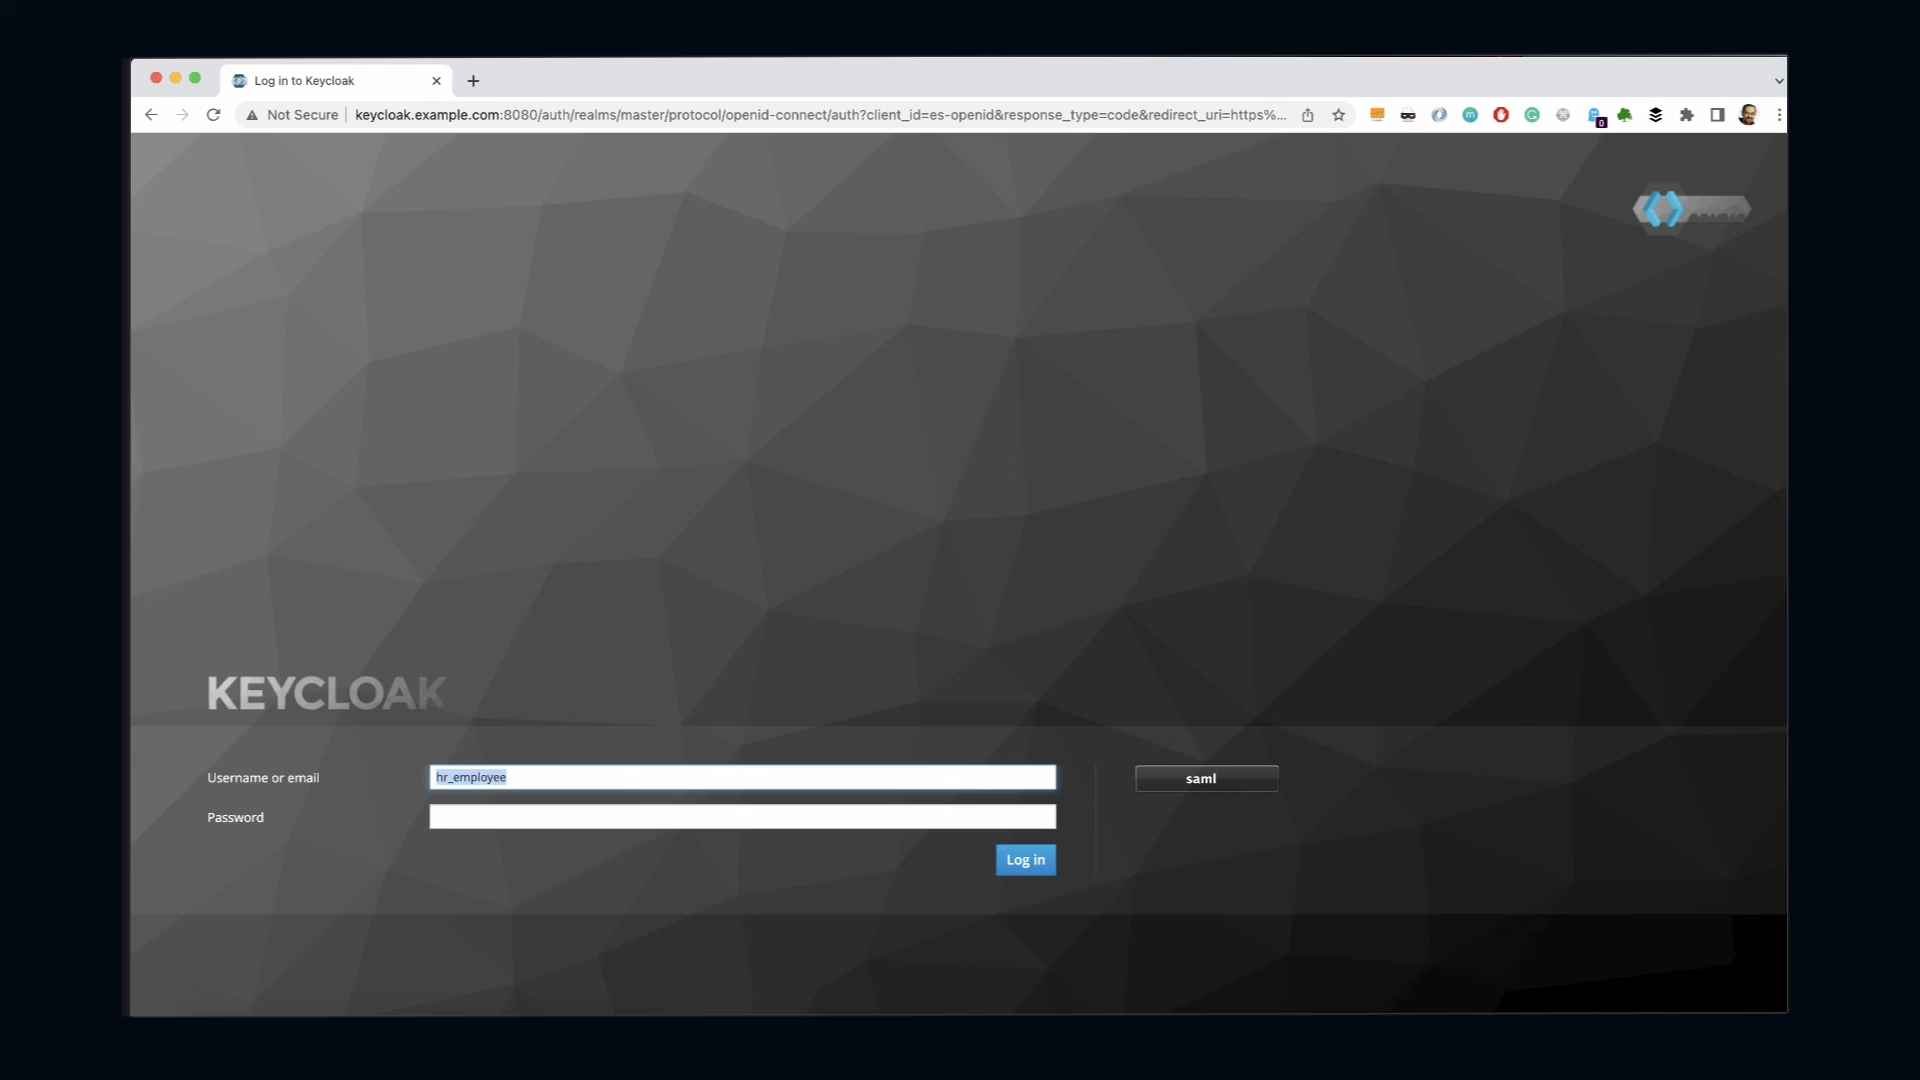 Log in to Keycloak
Not Secure
keycloak.example.com:8080/auth/realms/master/protocol/openid-connect/auth?client_id=es-openid&response_type=code&redirect_uri=https%...
m
0
KEYCLOAK
Username or email
hr_employee
saml
Password
Log in